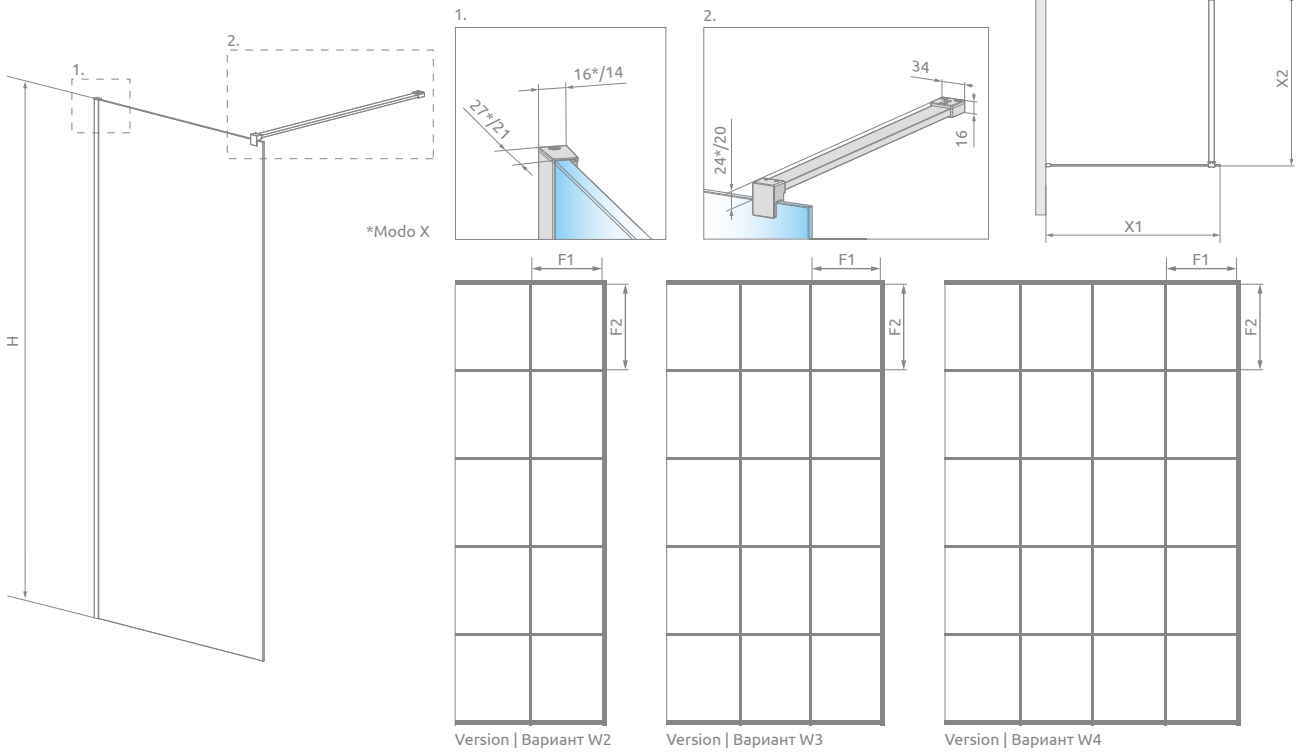 1.
2.
H
*Modo X
1.
16*/14
27*/21
2.
34
16
24*/20
X2
X1
F1
F2
F1
F2
F1
F2
Version | Вариант W2
Version | Вариант W3
Version | Вариант W4